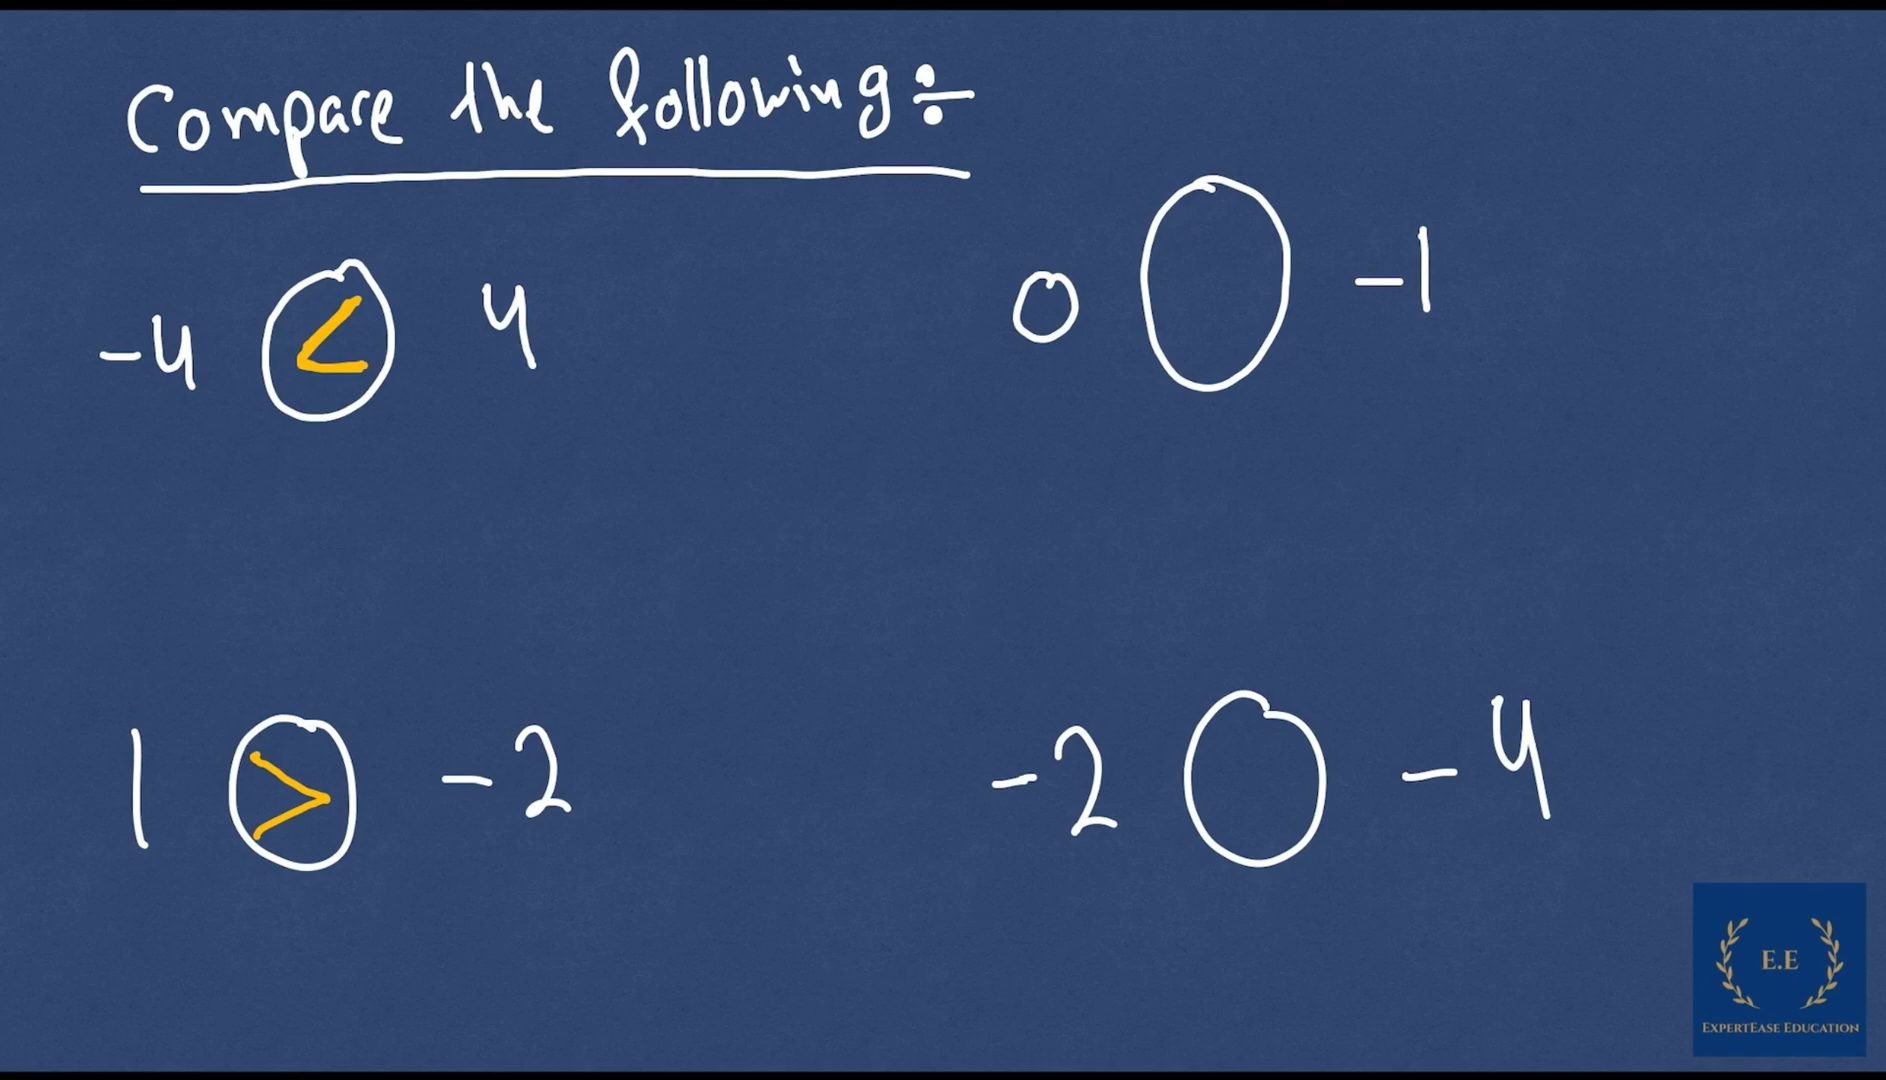 Compare the following÷
-4 < 4
0 -1
1 > -2
-2 -4
E.E
EXPERTEASE EDUCATION